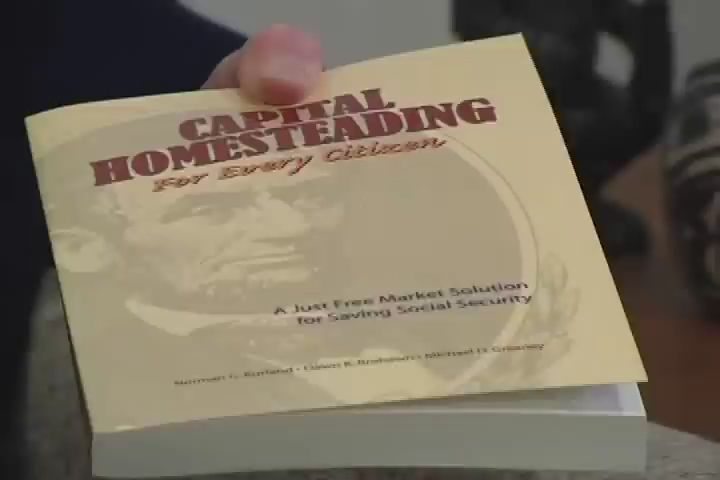 CAPITAL
HOMESTEADING
For Every Citizen
A Just Free Market Solution
for Saving Social Security
Norman G. Kurland • Dawn K. Brohawn • Michael D. Greaney